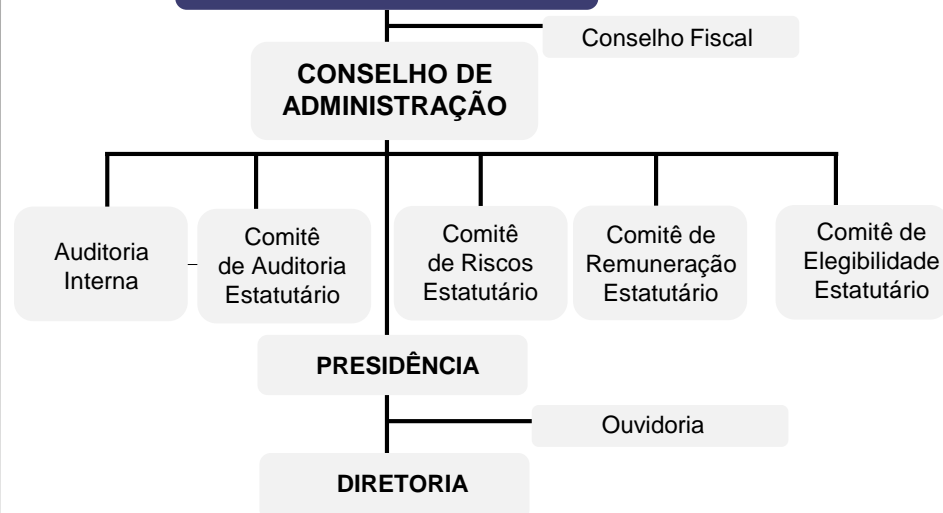 Conselho Fiscal
CONSELHO DE
ADMINISTRAÇÃO
Auditoria
Interna
Comitê
de Auditoria
Estatutário
Comitê
de Riscos
Estatutário
Comitê de
Remuneração
Estatutário
Comitê de
Elegibilidade
Estatutário
PRESIDÊNCIA
Ouvidoria
DIRETORIA